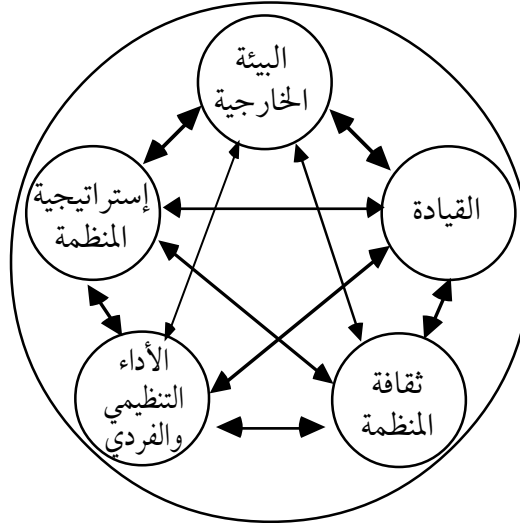 البيئة
الخارجية
إستراتيجية
المنظمة
القيادة
الأداء
التنظيمي
والفردي
ثقافة
المنظمة